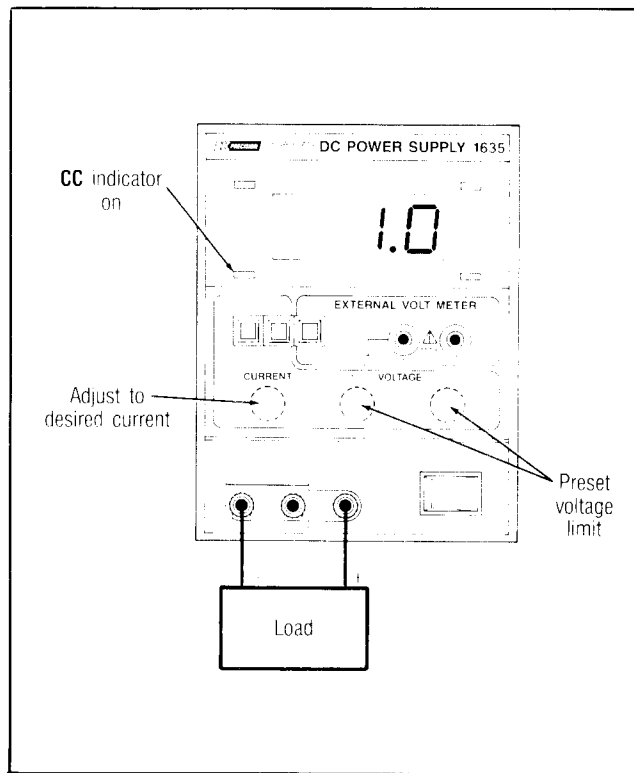 PRECISION DC POWER SUPPLY 1635
CC indicator
on
1.0
EXTERNAL VOLT METER
CURRENT VOLTAGE
Adjust to
desired current
Preset
voltage
limit
Load